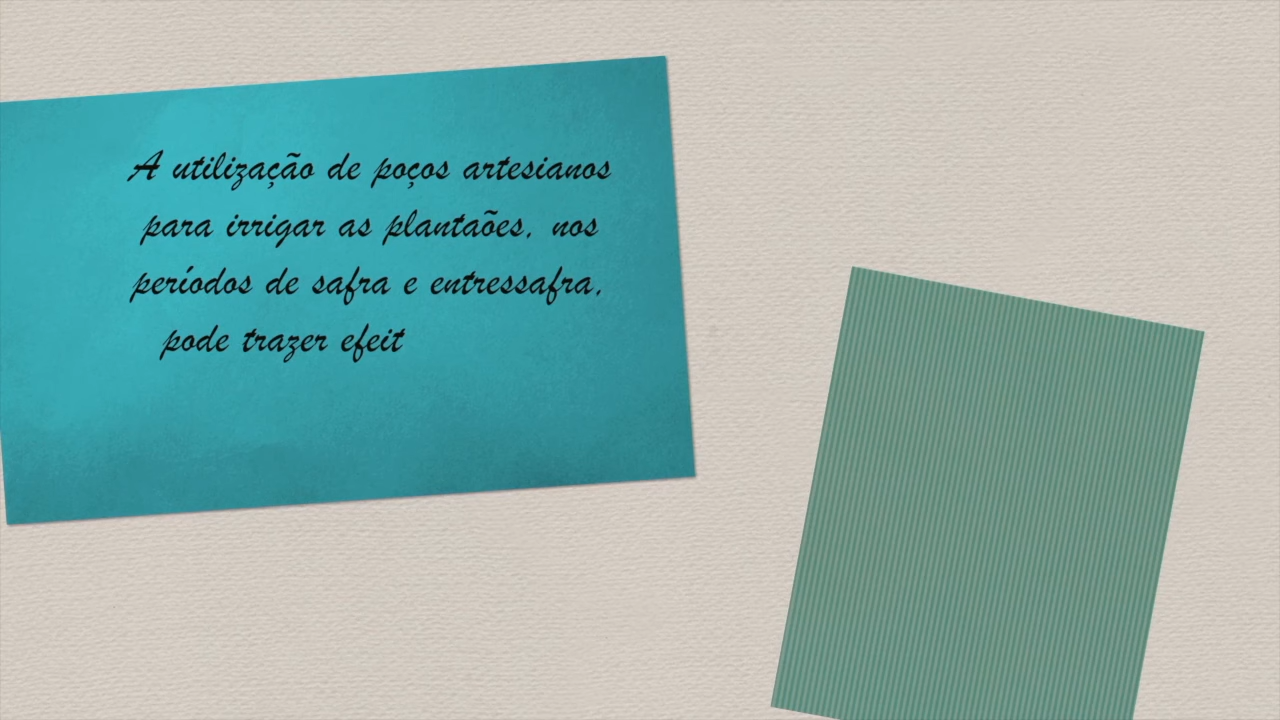 A utilização de poços artesianos
para irrigar as plantaões, nos
períodos de safra e entressafra,
pode trazer efeit